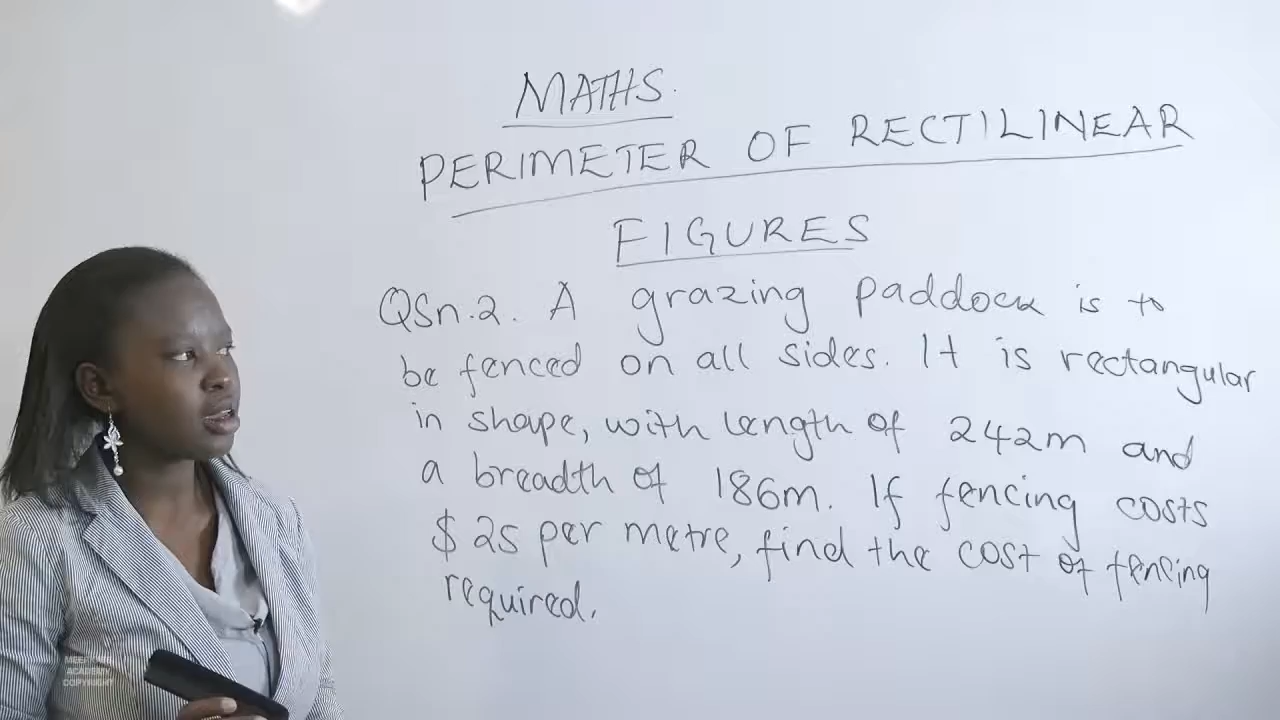 MATHS.
PERIMETER OF RECTILINEAR
FIGURES
QSn.2. A grazing paddock is to
be fenced on all sides. It is rectangular
in shape, with length of 242m and
a breadth of 186m. If fencing costs
$ 25 per metre, find the cost of fencing
required.
ACADEMY
COPYRIGHT